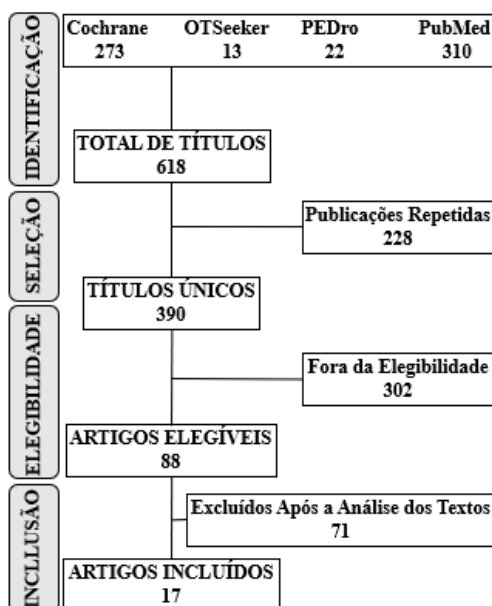 IDENTIFICAÇÃO
Cochrane OTSeeker PEDro PubMed
273 13 22 310
TOTAL DE TÍTULOS
618
SELEÇÃO
Publicações Repetidas
228
TÍTULOS ÚNICOS
390
ELEGIBILIDADE
Fora da Elegibilidade
302
ARTIGOS ELEGÍVEIS
88
INCLLUSÃO
Excluídos Após a Análise dos Textos
71
ARTIGOS INCLUÍDOS
17